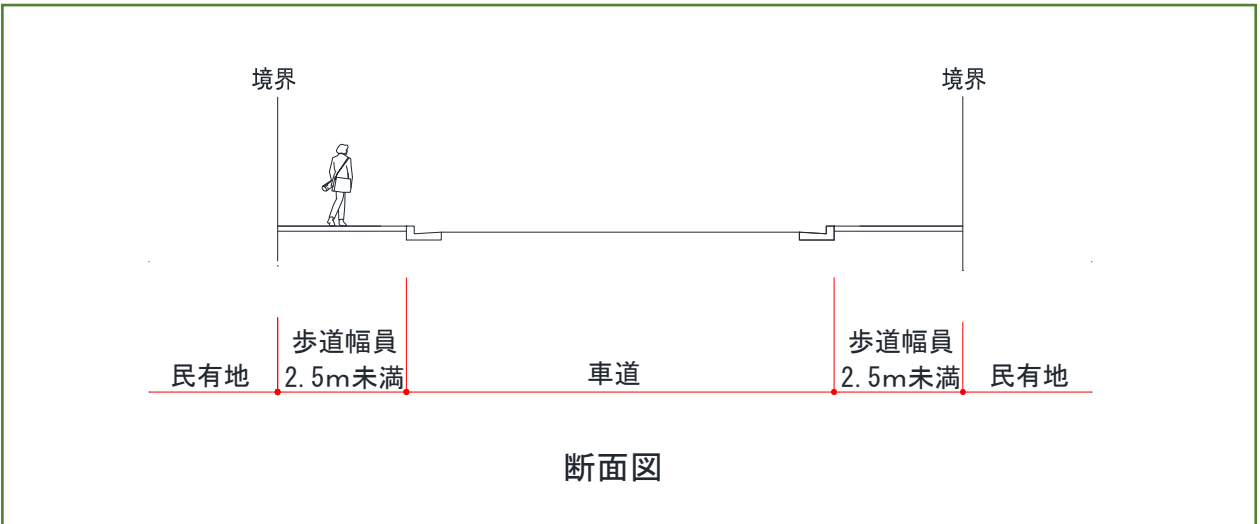 境界
境界
歩道幅員
2.5m未満
歩道幅員
2.5m未満
民有地
車道
民有地
断面図